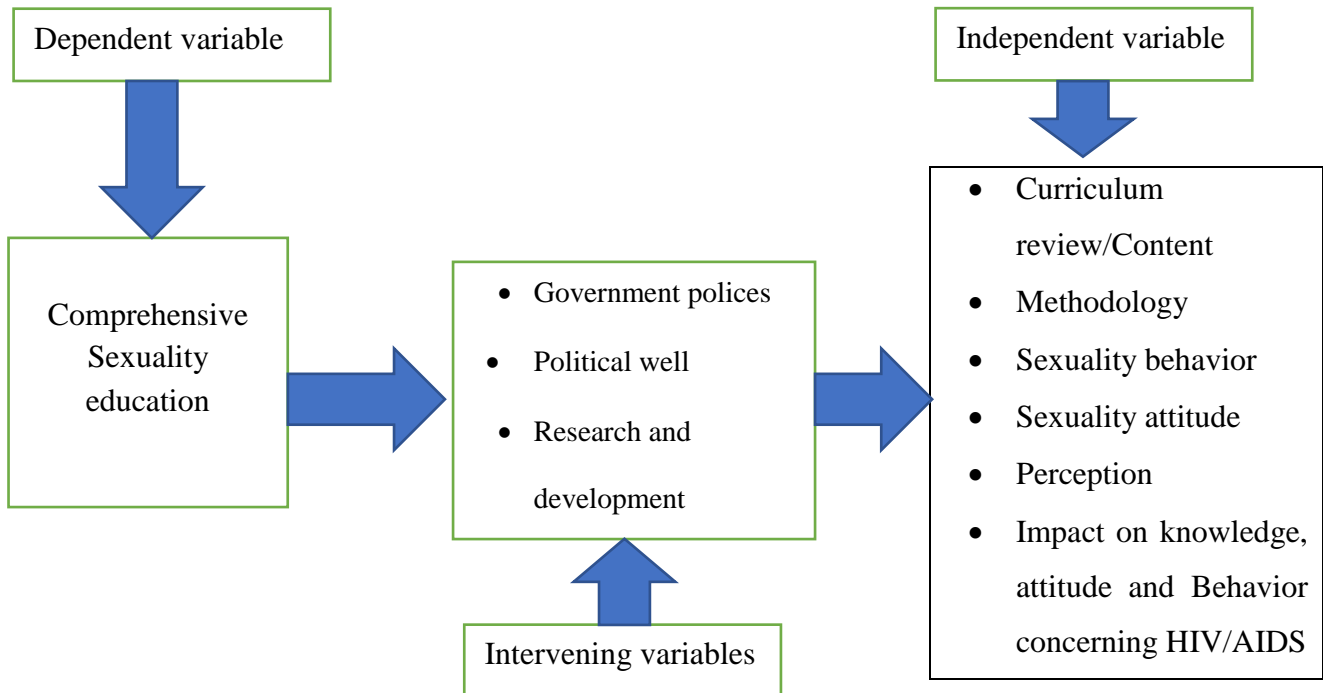 Dependent variable
Independent variable
Comprehensive
Sexuality
education
• Government polices
• Political well
• Research and
development
• Curriculum
review/Content
• Methodology
• Sexuality behavior
• Sexuality attitude
• Perception
• Impact on knowledge,
attitude and Behavior
concerning HIV/AIDS
Intervening variables